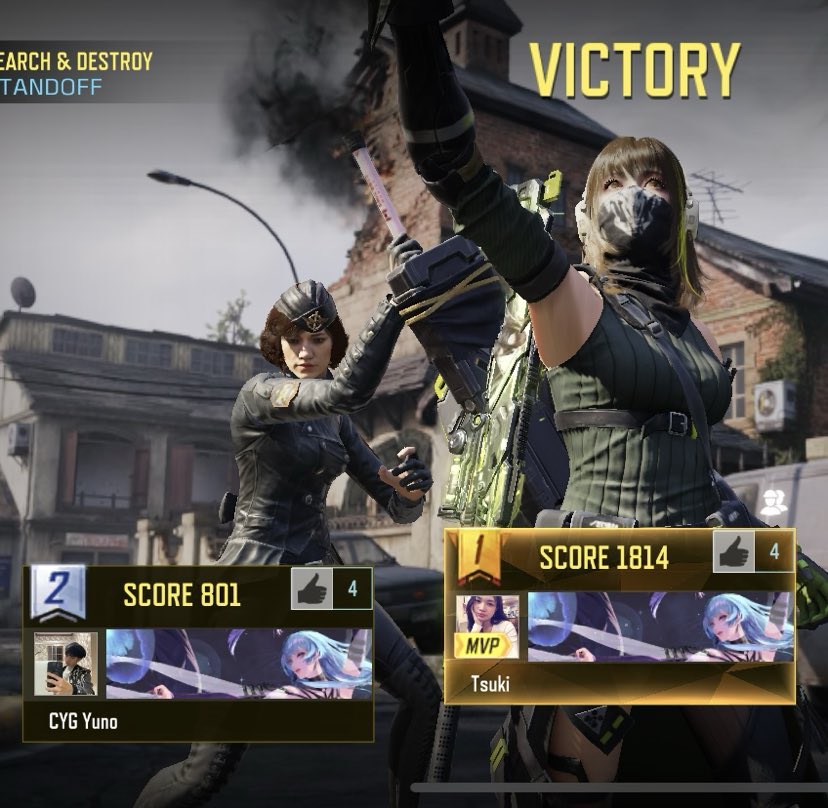 EARCH & DESTROY
TANDOFF
VICTORY
2
SCORE 801
4
CYG Yuno
1
SCORE 1814
4
MVP
Tsuki